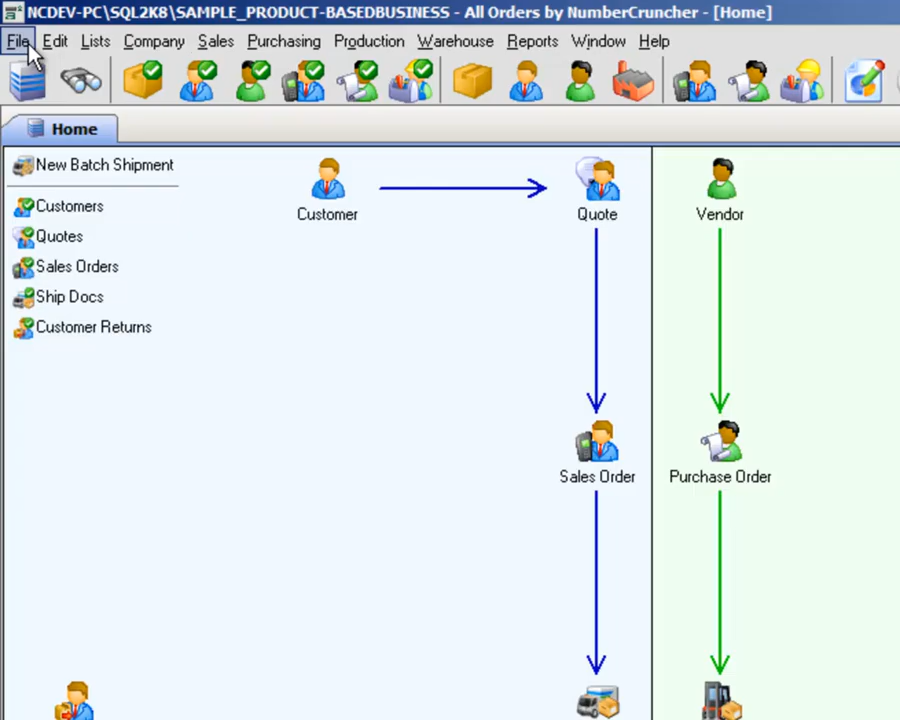 NCDEV-PC\SQL2K8\SAMPLE_PRODUCT-BASEDBUSINESS - All Orders by NumberCruncher - [Home]
File Edit Lists Company Sales Purchasing Production Warehouse Reports Window Help
Home
New Batch Shipment
Customers
Quotes
Sales Orders
Ship Docs
Customer Returns
Customer Quote Vendor
Sales Order Purchase Order